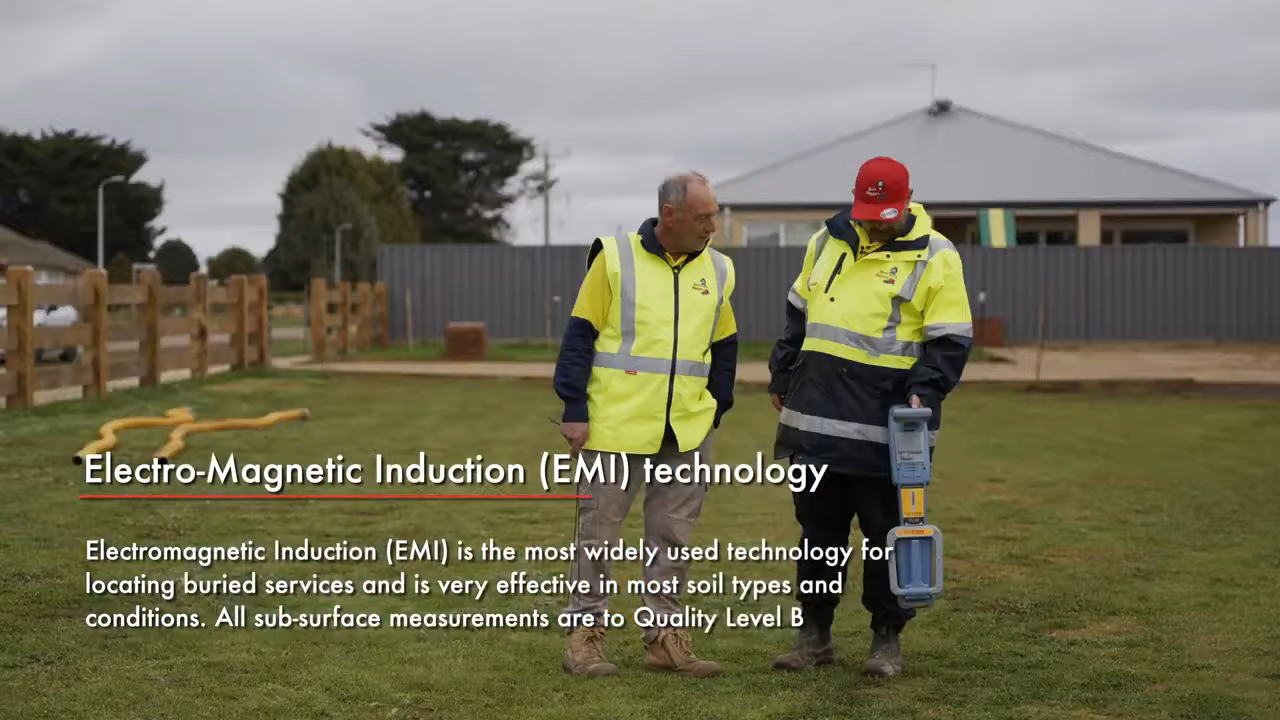 Electro-Magnetic Induction (EMI) technology
Electromagnetic Induction (EMI) is the most widely used technology for
locating buried services and is very effective in most soil types and
conditions. All sub-surface measurements are to Quality Level B